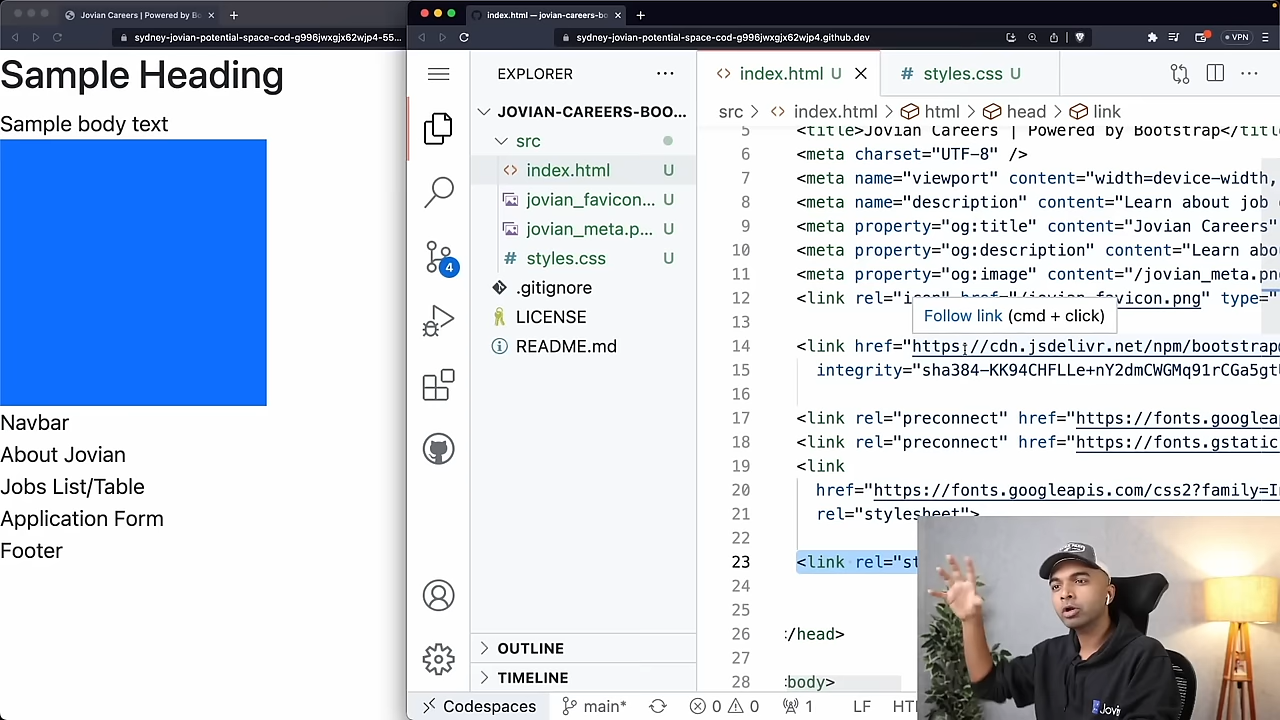 Jovian Careers | Powered by Bo
sydney-jovian-potential-space-cod-g996jwxgjx62wjp4-55...
Sample Heading
Sample body text
Navbar
About Jovian
Jobs List/Table
Application Form
Footer
index.html — jovian-careers-bo
sydney-jovian-potential-space-cod-g996jwxgjx62wjp4.github.dev
VPN
EXPLORER
JOVIAN-CAREERS-BOO...
src
index.html U
jovian_favicon... U
jovian_meta.p... U
# styles.css U
.gitignore
LICENSE
README.md
OUTLINE
TIMELINE
4
index.html U
# styles.css U
src > index.html > html > head > link
5 <title>Jovian Careers | Powered by Bootstrap</titl
6 <meta charset="UTF-8" />
7 <meta name="viewport" content="width=device-width,
8 <meta name="description" content="Learn about job
9 <meta property="og:title" content="Jovian Careers"
10 <meta property="og:description" content="Learn abo
11 <meta property="og:image" content="/jovian_meta.pn
12 <link rel="icon" href="/jovian_favicon.png" type="
Follow link (cmd + click)
13
14 <link href="https://cdn.jsdelivr.net/npm/bootstrap
15 integrity="sha384-KK94CHFLLe+nY2dmCWGMq91rCGa5gt
16
17 <link rel="preconnect" href="https://fonts.googleap
18 <link rel="preconnect" href="https://fonts.gstatic
19 <link
20 href="https://fonts.googleapis.com/css2?family=I
21 rel="stylesheet">
22
23 <link rel="st
24
25
26 </head>
27
28 <body>
Codespaces
main*
0 0
1
LF
HT
Jovi